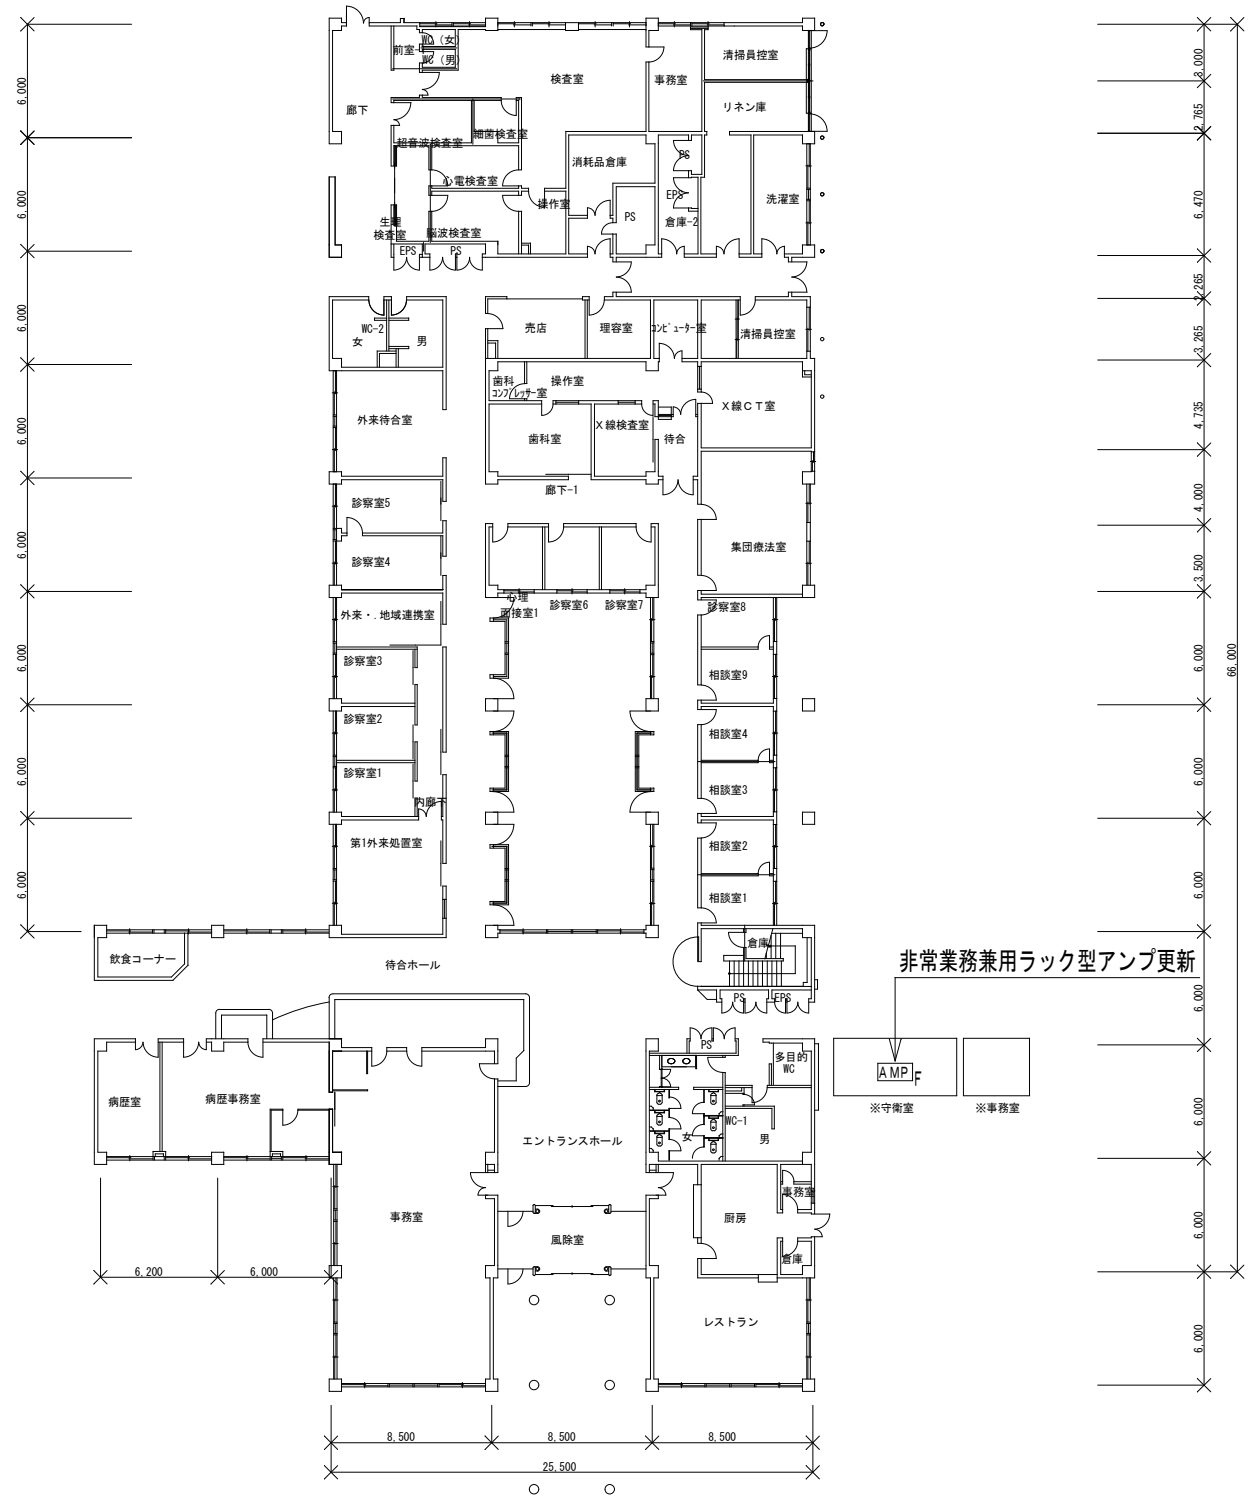 WC (女)
WC (男)
前室
検査室
事務室
清掃員控室
廊下
リネン庫
超音波検査室
細菌検査室
消耗品倉庫
PS
心電検査室
EPS
操作室
洗濯室
PS
倉庫-2
生理
検査室
脳波検査室
EPS
PS
WC-2
女
男
売店
理容室
コンピューター室
清掃員控室
歯科
コンプレッサー室
操作室
外来待合室
X線CT室
歯科室
X線検査室
待合
廊下-1
診察室5
診察室4
集団療法室
心理
面接室1
診察室6
診察室7
診察室8
外来・.地域連携室
診察室3
相談室9
診察室2
相談室4
診察室1
相談室3
内廊下
第1外来処置室
相談室2
相談室1
飲食コーナー
待合ホール
倉庫
PS
EPS
非常業務兼用ラック型アンプ更新
PS
多目的
WC
AMP
F
※守衛室
※事務室
病歴室
病歴事務室
エントランスホール
WC-1
女
男
事務室
事務室
厨房
風除室
倉庫
レストラン
6,000
6,000
6,000
6,000
6,000
6,000
6,000
6,000
3,000
2,765
6,470
2,265
3,265
4,735
4,000
3,500
6,000
6,000
6,000
6,000
6,000
6,000
6,000
66,000
6,200
6,000
8,500
8,500
8,500
25,500